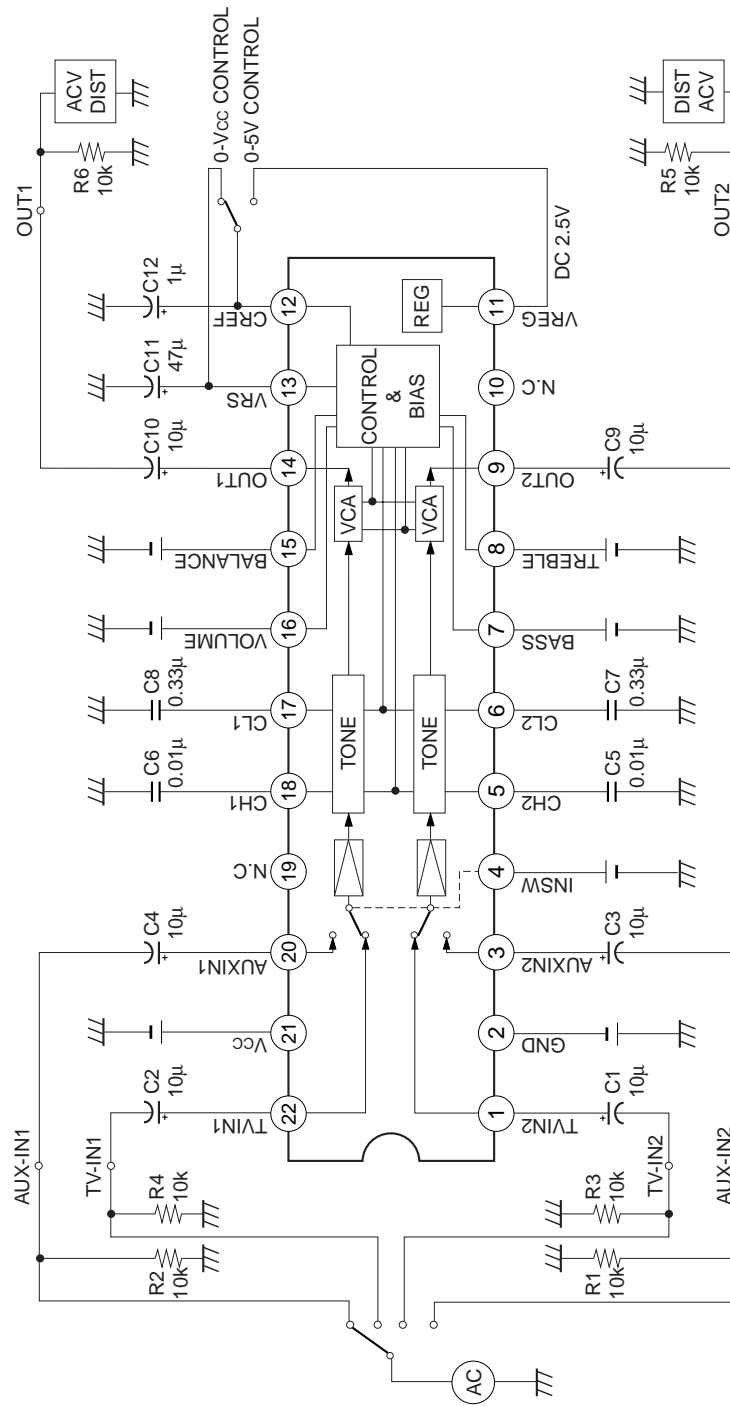 OUT1
ACV
DIST
R6
10k
0-Vcc CONTROL
0-5V CONTROL
C12
1µ
C11
47µ
C10
10µ
C8
0.33µ
C6
0.01µ
C4
10µ
C2
10µ
AUX-IN1
TV-IN1
R4
10k
R2
10k
12
CREF
13
VRS
14
OUT1
15
BALANCE
16
VOLUME
17
CL1
18
CH1
19
N.C
20
AUXIN1
21
Vcc
22
TVIN1
REG
CONTROL
&
BIAS
VCA
VCA
TONE
TONE
DC 2.5V
11
VREG
10
N.C
9
OUT2
8
TREBLE
7
BASS
6
CL2
5
CH2
4
INSW
3
AUXIN2
2
GND
1
TVIN2
C9
10µ
C7
0.33µ
C5
0.01µ
C3
10µ
C1
10µ
R3
10k
R1
10k
TV-IN2
AUX-IN2
AC
R5
10k
OUT2
DIST
ACV